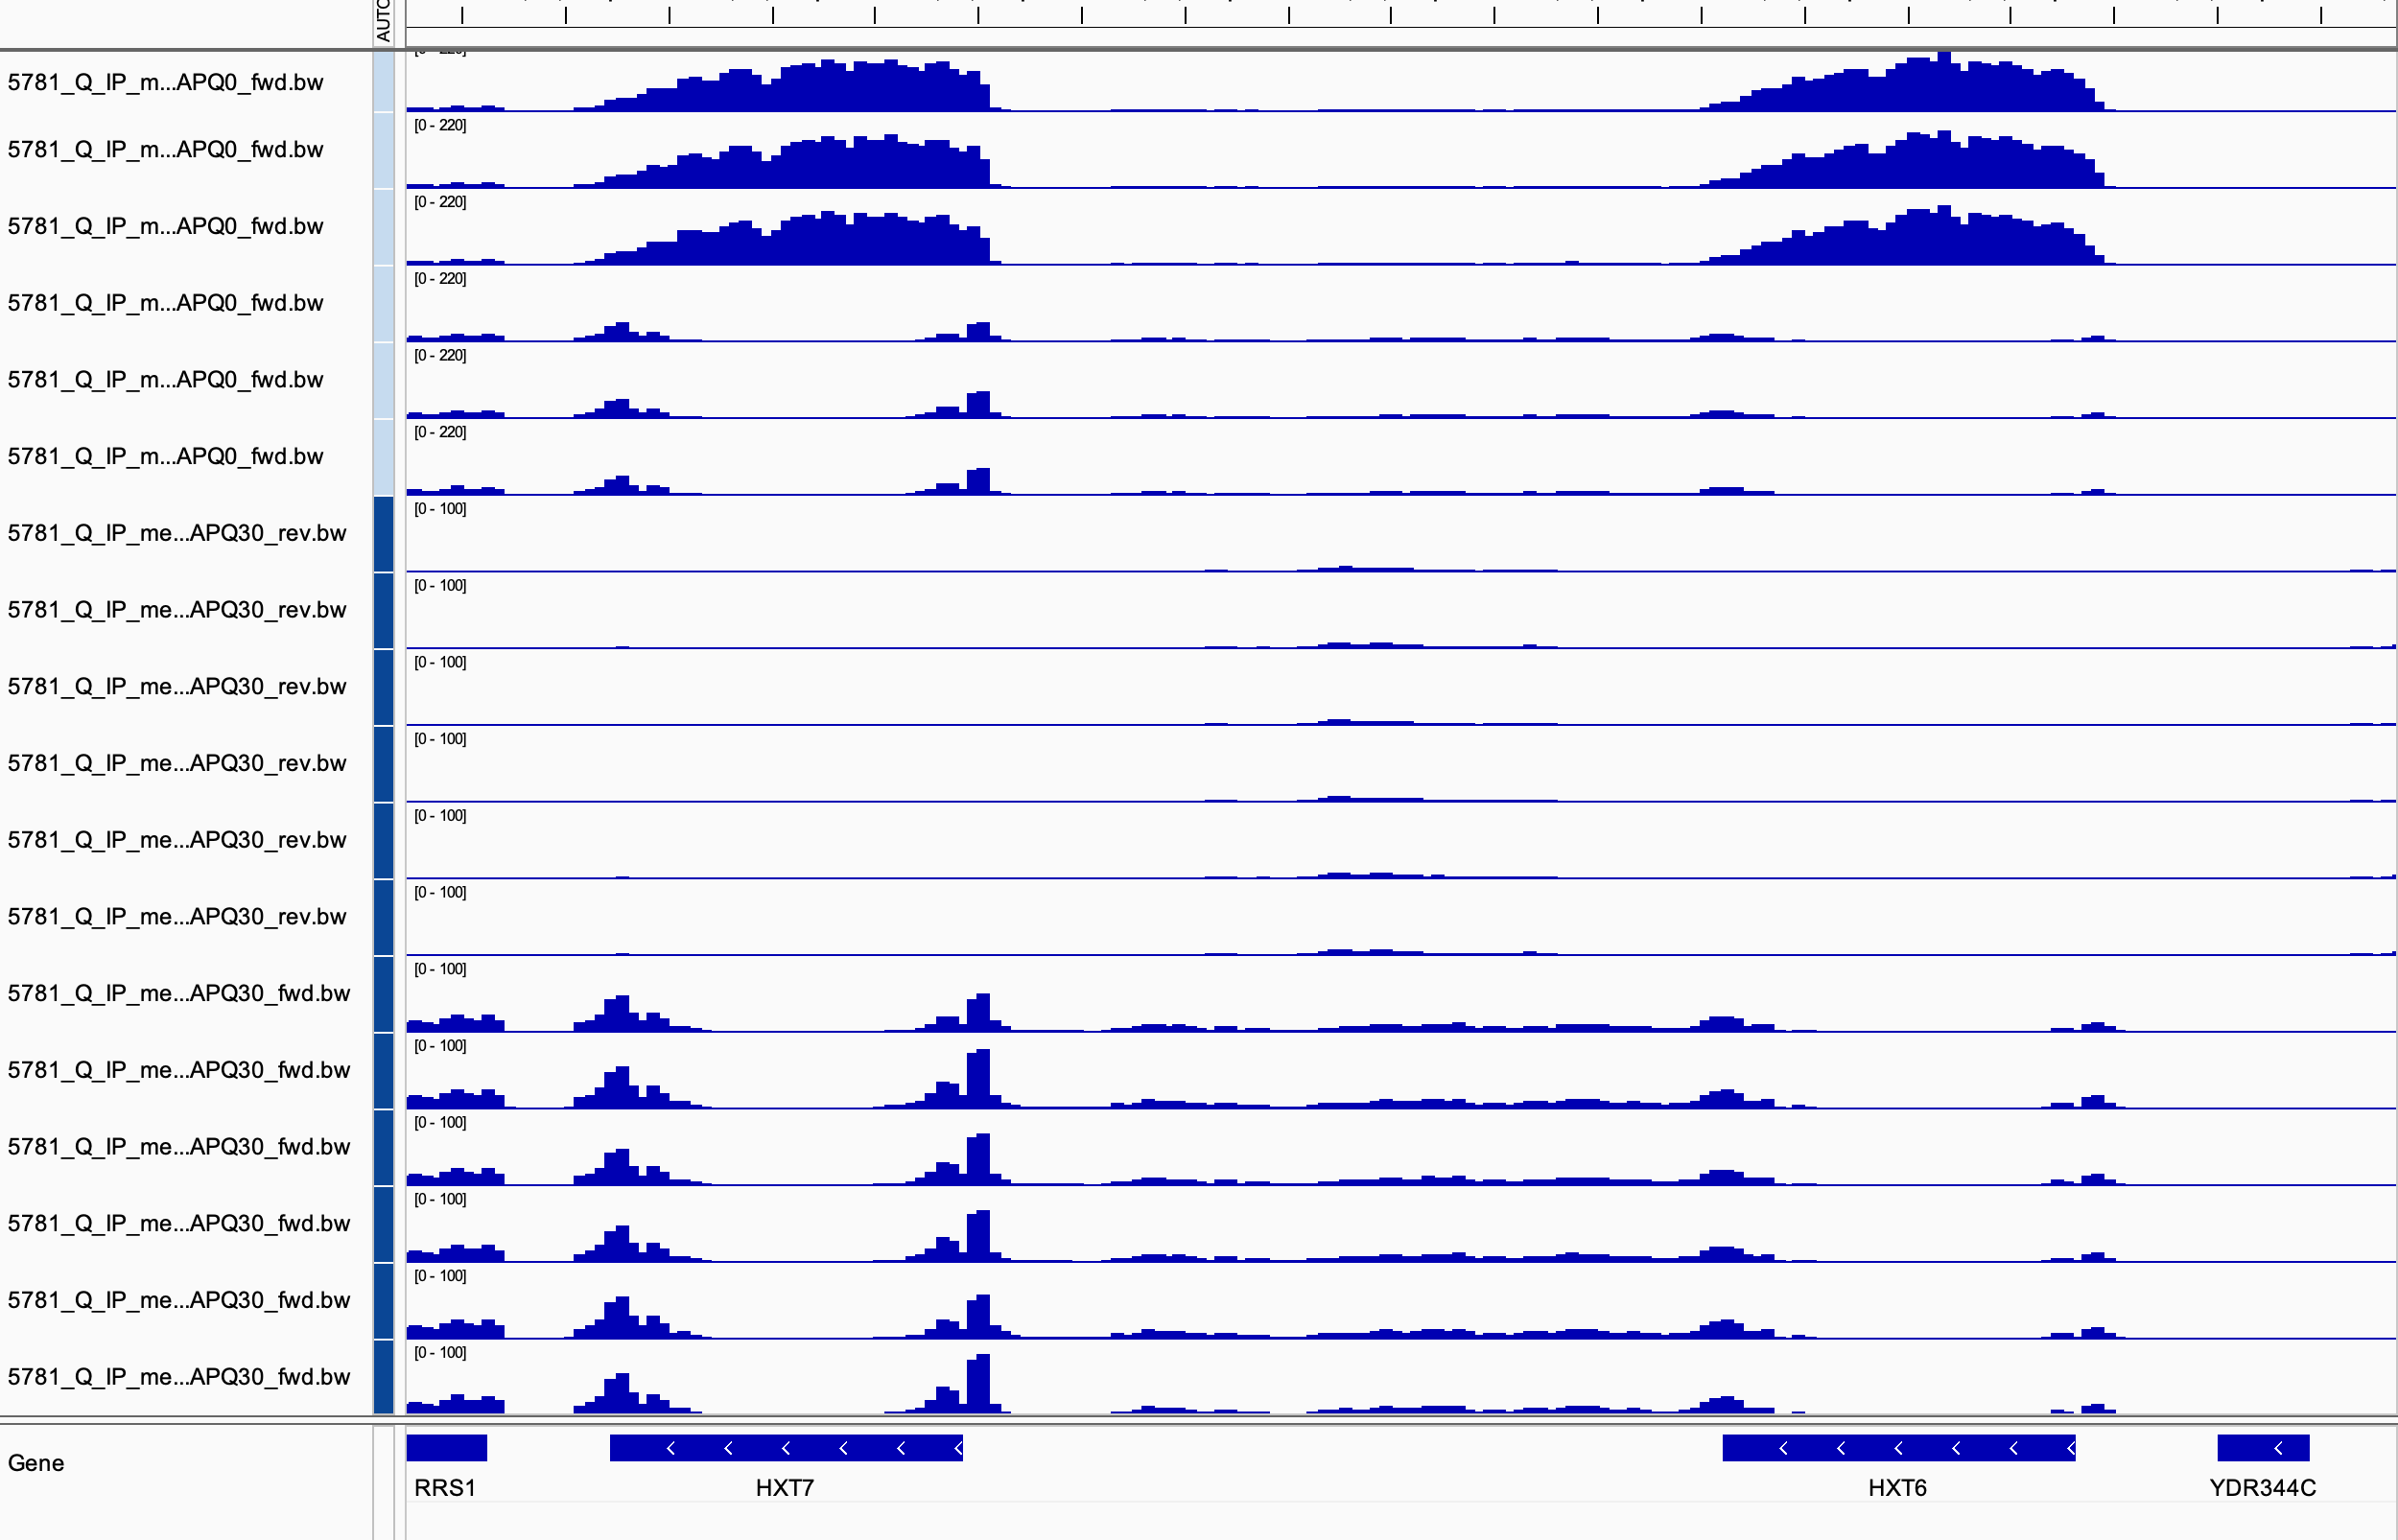 AUTO
5781_Q_IP_m...APQ0_fwd.bw
[0 - 220]
5781_Q_IP_m...APQ0_fwd.bw
[0 - 220]
5781_Q_IP_m...APQ0_fwd.bw
[0 - 220]
5781_Q_IP_m...APQ0_fwd.bw
[0 - 220]
5781_Q_IP_m...APQ0_fwd.bw
[0 - 220]
5781_Q_IP_m...APQ0_fwd.bw
[0 - 220]
5781_Q_IP_me...APQ30_rev.bw
[0 - 100]
5781_Q_IP_me...APQ30_rev.bw
[0 - 100]
5781_Q_IP_me...APQ30_rev.bw
[0 - 100]
5781_Q_IP_me...APQ30_rev.bw
[0 - 100]
5781_Q_IP_me...APQ30_rev.bw
[0 - 100]
5781_Q_IP_me...APQ30_rev.bw
[0 - 100]
5781_Q_IP_me...APQ30_fwd.bw
[0 - 100]
5781_Q_IP_me...APQ30_fwd.bw
[0 - 100]
5781_Q_IP_me...APQ30_fwd.bw
[0 - 100]
5781_Q_IP_me...APQ30_fwd.bw
[0 - 100]
5781_Q_IP_me...APQ30_fwd.bw
[0 - 100]
5781_Q_IP_me...APQ30_fwd.bw
[0 - 100]
Gene
RRS1 HXT7 HXT6 YDR344C